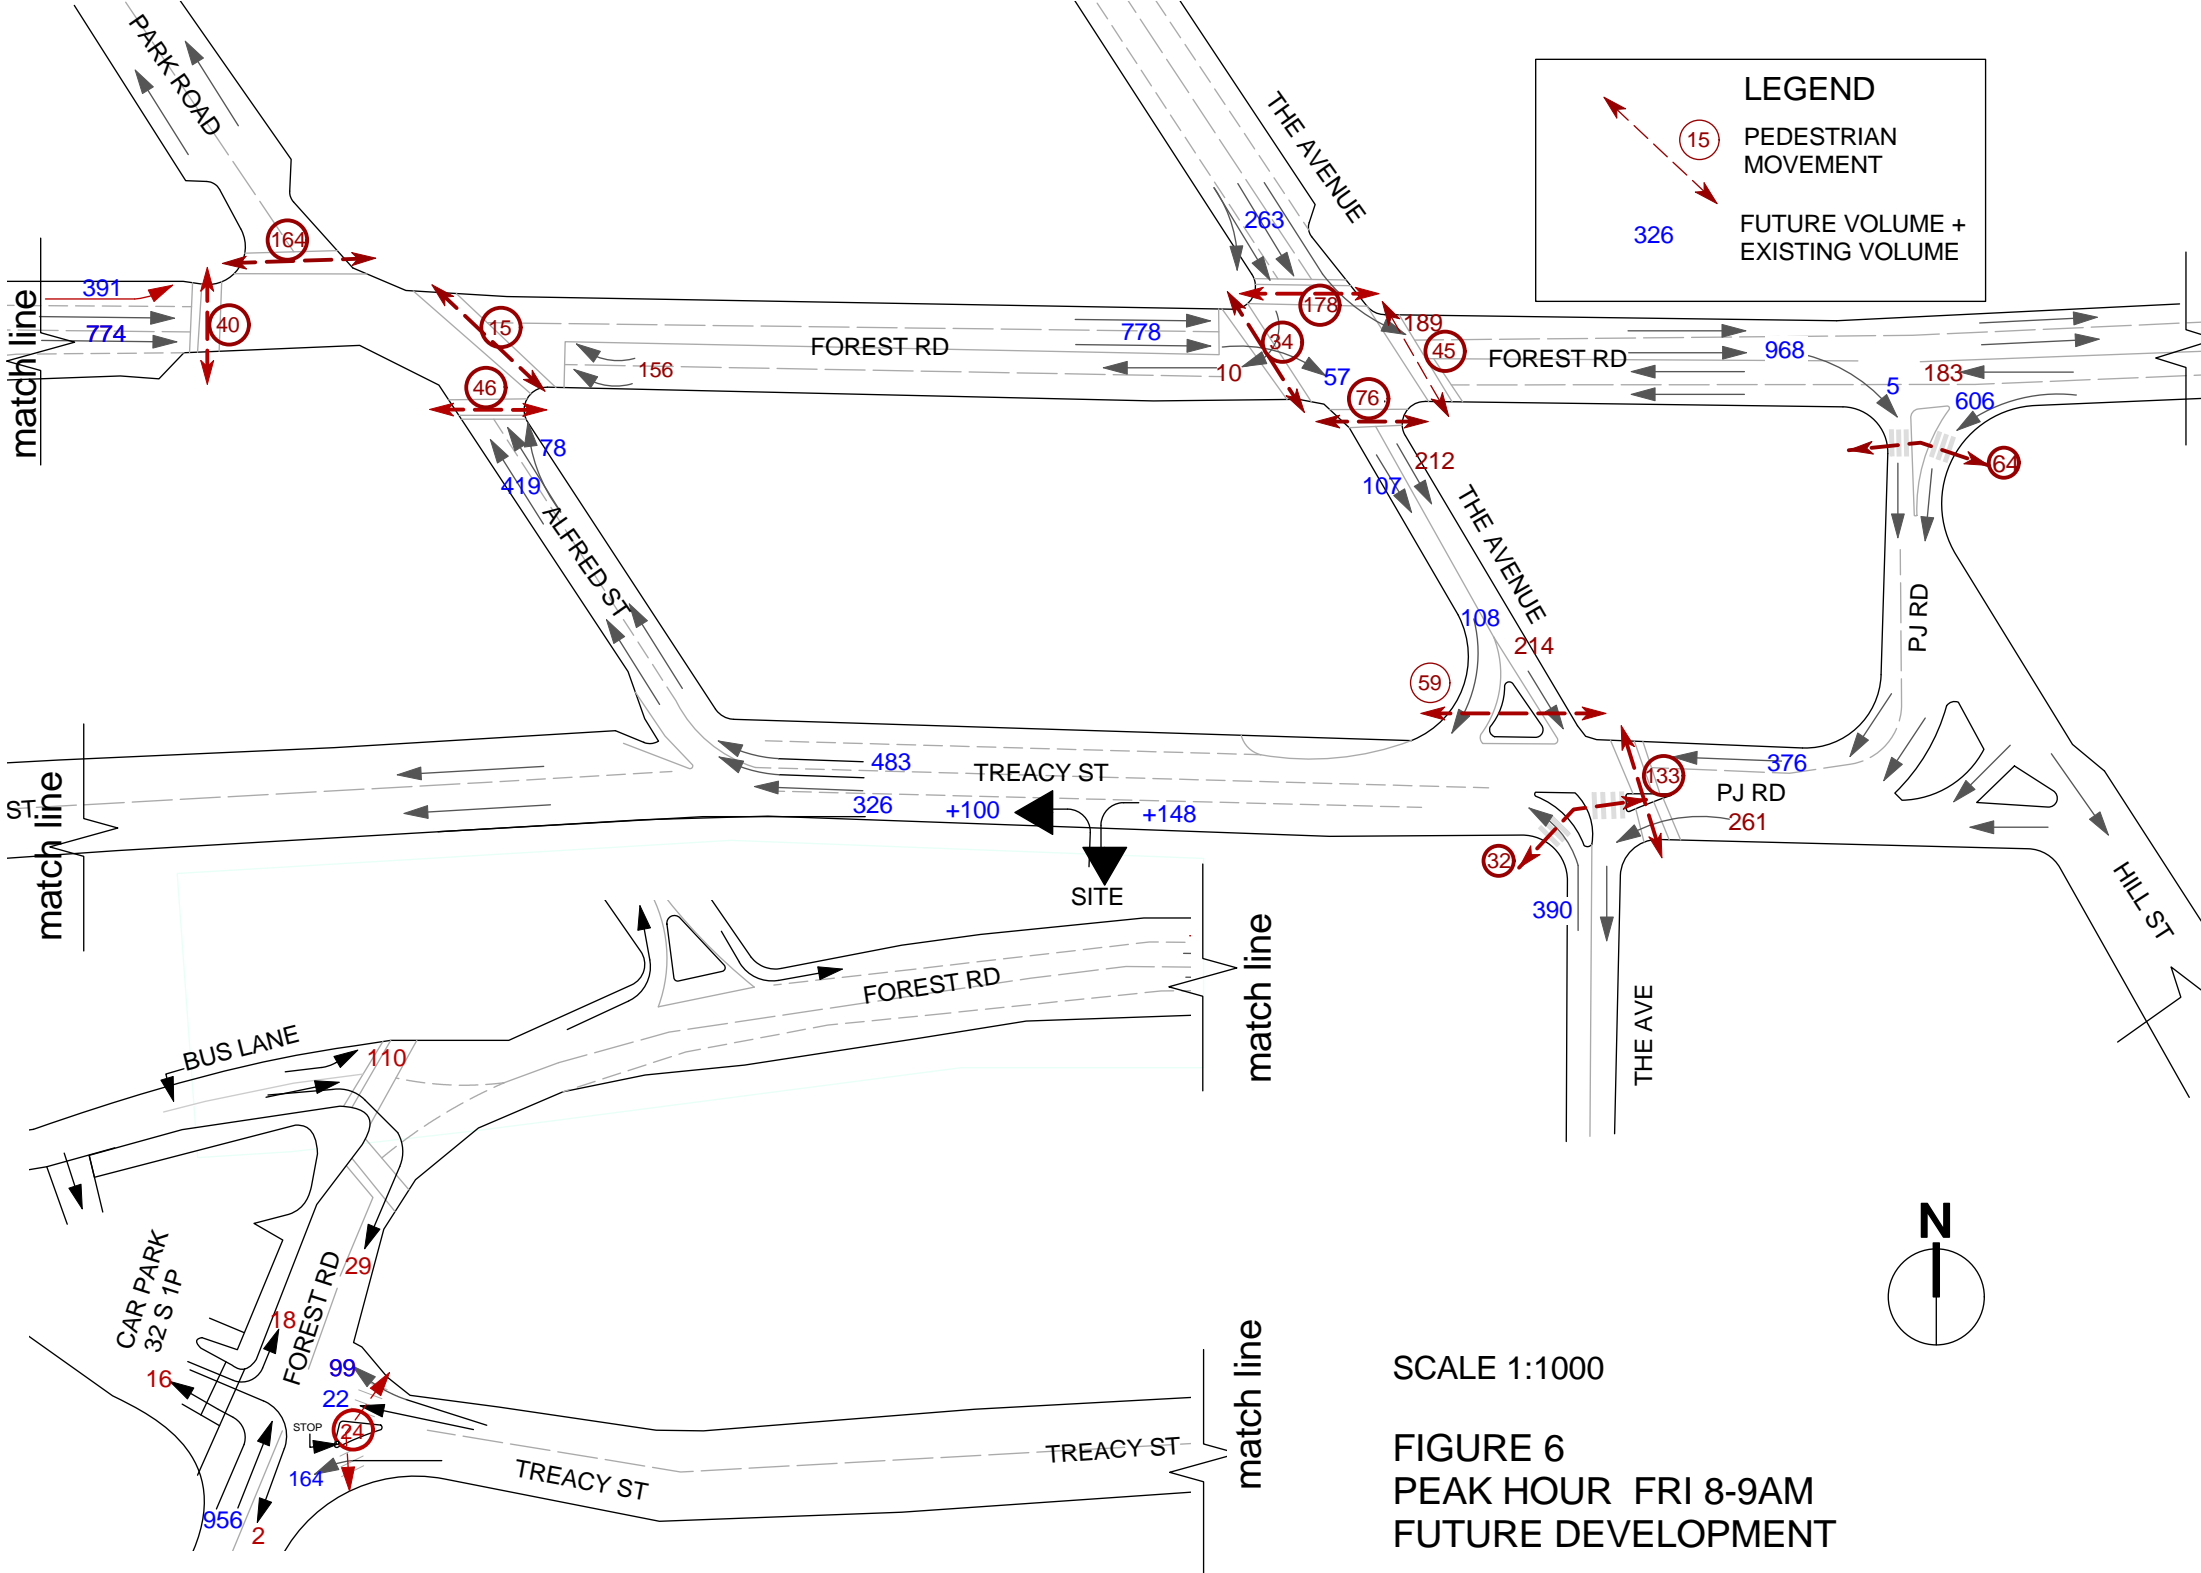 PARK ROAD
THE AVENUE
LEGEND
15
PEDESTRIAN
MOVEMENT
326
FUTURE VOLUME +
EXISTING VOLUME
164
263
391
40
774
match line
15
778
FOREST RD
156
46
178
34
10
57
189
45
FOREST RD
968
5
183
606
76
64
78
419
ALFRED ST
212
107
THE AVENUE
108
214
PJ RD
59
483
TREACY ST
326
+100
+148
SITE
133
376
PJ RD
261
32
390
ST.
match line
HILL ST
THE AVE
FOREST RD
match line
BUS LANE
110
29
FOREST RD
CAR PARK
32 S 1P
18
16
99
22
STOP
24
164
956
2
TREACY ST
TREACY ST
match line
N
SCALE 1:1000
FIGURE 6
PEAK HOUR FRI 8-9AM
FUTURE DEVELOPMENT